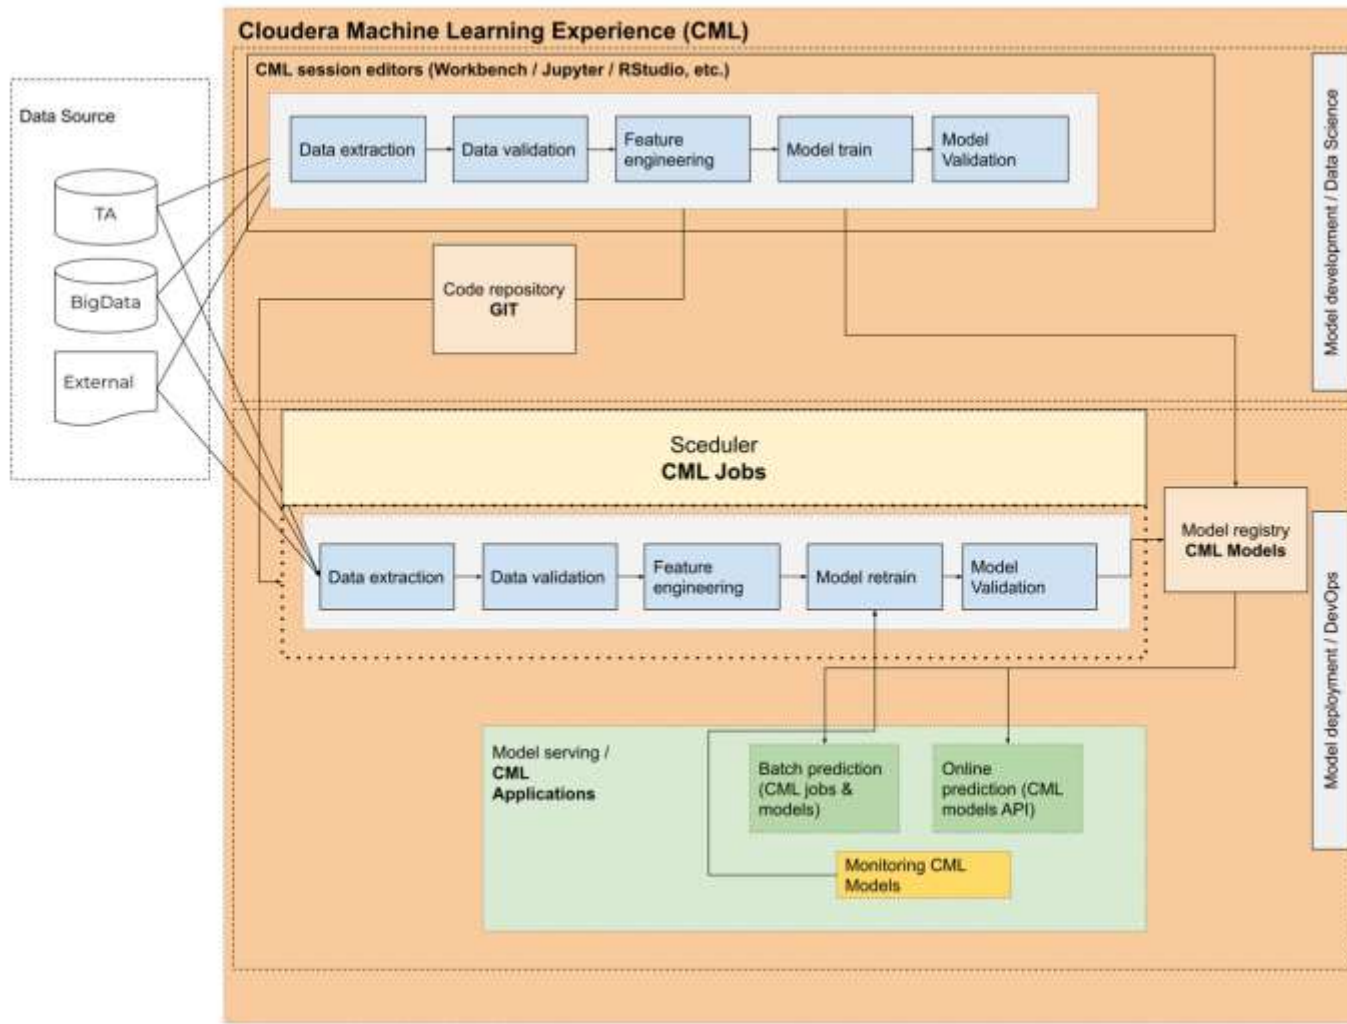 Cloudera Machine Learning Experience (CML)
CML session editors (Workbench / Jupyter / RStudio, etc.)
Data Source
TA
BigData
External
Data extraction
Data validation
Feature
engineering
Model train
Model
Validation
Model development / Data Science
Code repository
GIT
Sceduler
CML Jobs
Data extraction
Data validation
Feature
engineering
Model retrain
Model
Validation
Model registry
CML Models
Model deployment / DevOps
Model serving /
CML
Applications
Batch prediction
(CML jobs &
models)
Online
prediction (CML
models API)
Monitoring CML
Models